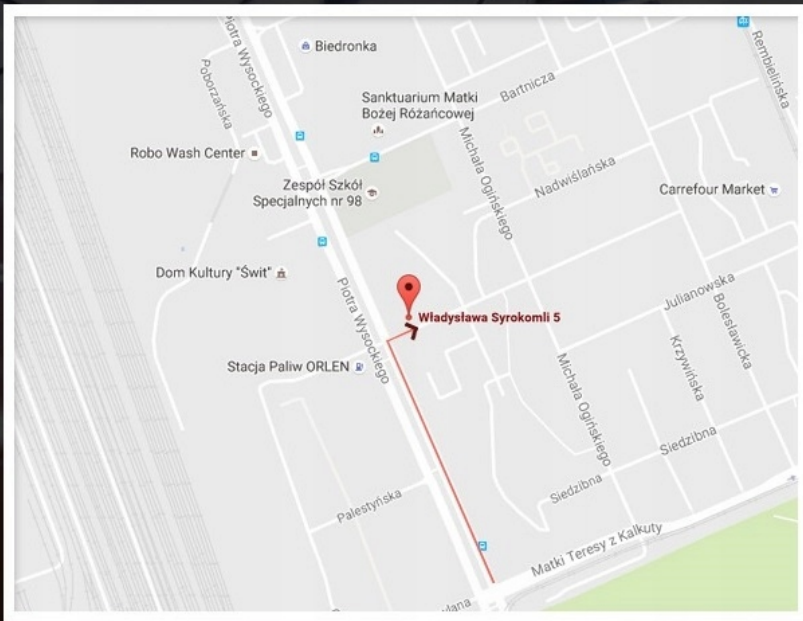 Piotra Wysockiego
Poborzańska
Biedronka
Rembielińska
Bartnicza
Sanktuarium Matki
Bożej Różańcowej
Robo Wash Center
Michała Ogińskiego
Nadwiślańska
Zespół Szkół
Specjalnych nr 98
Carrefour Market
Dom Kultury "Świt"
Piotra Wysockiego
Władysława Syrokomli 5
Julianowska
Bolesławicka
Krzywińska
Stacja Paliw ORLEN
Michała Ogińskiego
Siedzibna
Siedzibna
Palestyńska
Matki Teresy z Kalkuty